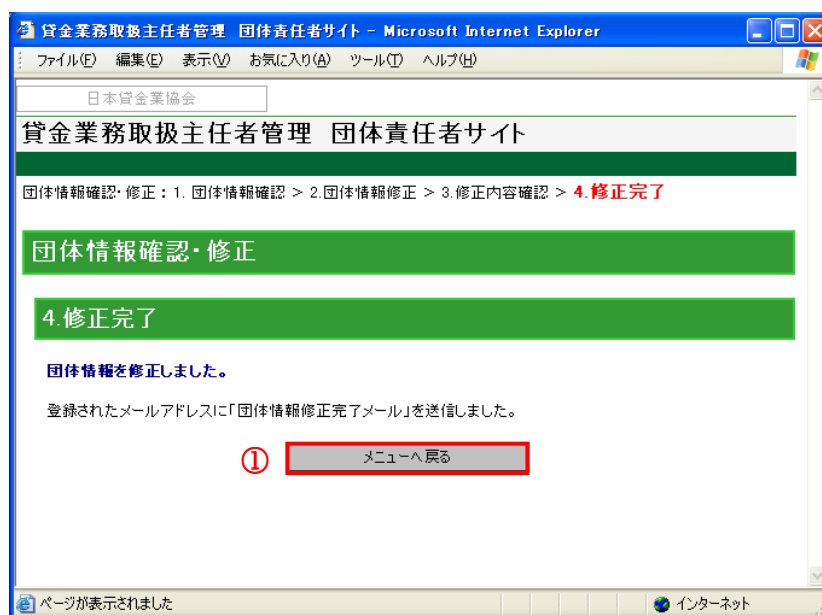 貸金業務取扱主任者管理 団体責任者サイト - Microsoft Internet Explorer
ファイル(F) 編集(E) 表示(V) お気に入り(A) ツール(T) ヘルプ(H)
日本貸金業協会
貸金業務取扱主任者管理 団体責任者サイト
団体情報確認・修正：1. 団体情報確認 > 2.団体情報修正 > 3.修正内容確認 > 4.修正完了
団体情報確認・修正
4.修正完了
団体情報を修正しました。
登録されたメールアドレスに「団体情報修正完了メール」を送信しました。
① メニューへ戻る
ページが表示されました インターネット